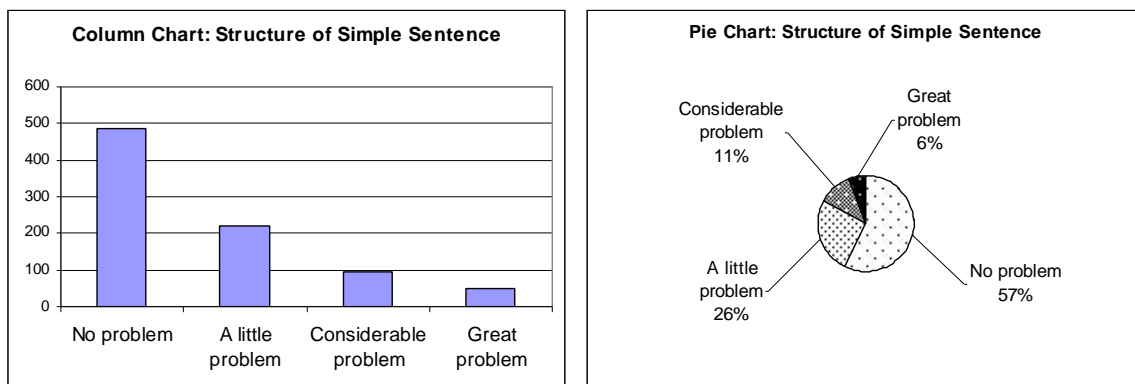 Column Chart: Structure of Simple Sentence
600
500
400
300
200
100
0
No problem
A little
problem
Considerable
problem
Great
problem
Pie Chart: Structure of Simple Sentence
Considerable
problem
11%
Great
problem
6%
A little
problem
26%
No problem
57%